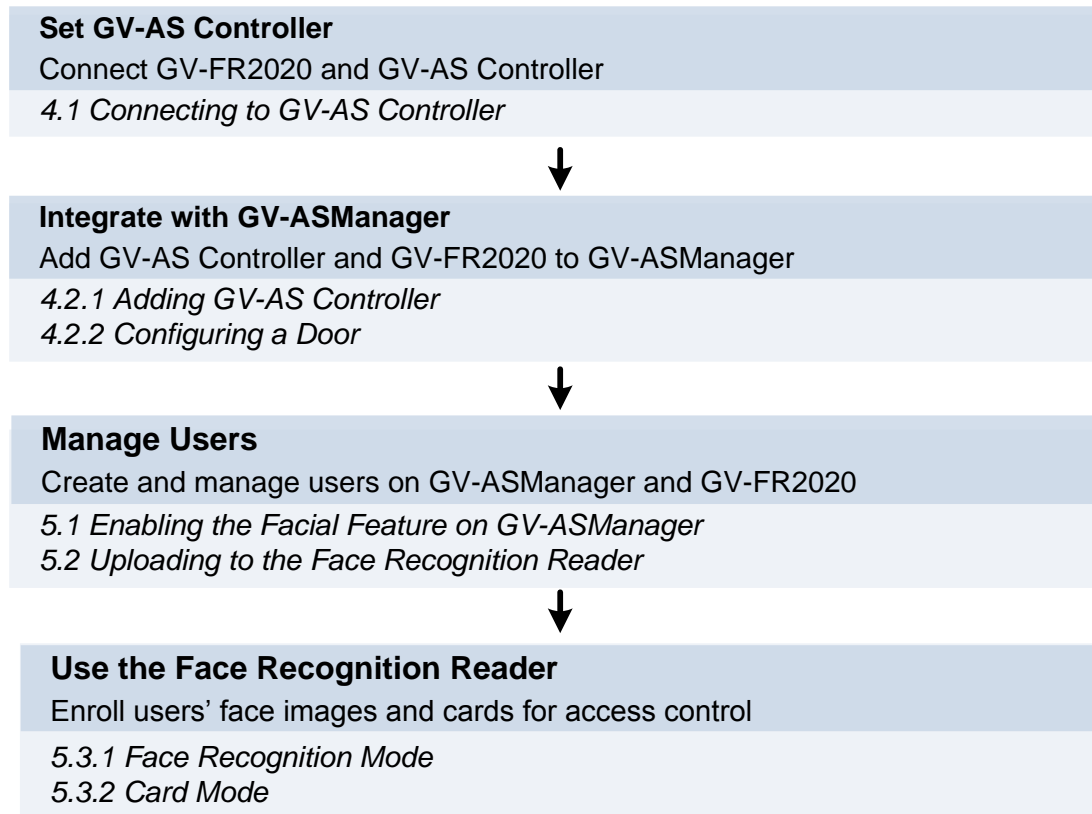 Set GV-AS Controller
Connect GV-FR2020 and GV-AS Controller
4.1 Connecting to GV-AS Controller
Integrate with GV-ASManager
Add GV-AS Controller and GV-FR2020 to GV-ASManager
4.2.1 Adding GV-AS Controller
4.2.2 Configuring a Door
Manage Users
Create and manage users on GV-ASManager and GV-FR2020
5.1 Enabling the Facial Feature on GV-ASManager
5.2 Uploading to the Face Recognition Reader
Use the Face Recognition Reader
Enroll users’ face images and cards for access control
5.3.1 Face Recognition Mode
5.3.2 Card Mode